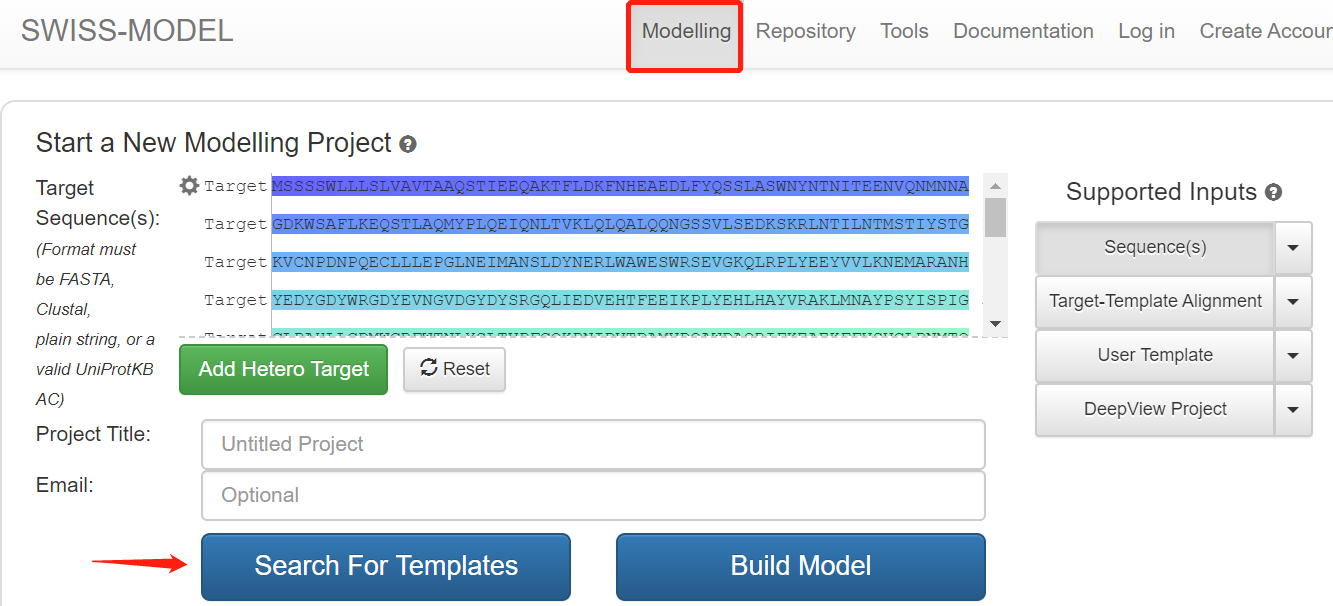 SWISS-MODEL
Modelling Repository Tools Documentation Log in Create Accoun
Start a New Modelling Project
Target Sequence(s):
(Format must
be FASTA,
Clustal,
plain string, or a
valid UniProtKB
AC)
Target MSSSSWLLLSLVAVTAAQSTIEEQAKTFLDKFNHEAEDLFYQSSLASWNYNTNITEENVQNMNNA
Target GDKWSAFLKEQSTLAQMYPLQEIQNLTVKLQLQALQQNGSSVLSEDKSKRLNTILNTMSTIYSTG
Target KVCNPDNPQECLLLEPGLNEIMANSLDYNERLWAWESWRSEVGKQLRPLYEEYVVLKNEMARANH
Target YEDYGDYWRGDYEVNGVDGYDYSRGQLIEDVEHTFEEIKPLYEHLHAYVRAKLMNAYPSYISPIG
Target
Add Hetero Target
Reset
Project Title:
Untitled Project
Email:
Optional
Search For Templates
Build Model
Supported Inputs
Sequence(s)
Target-Template Alignment
User Template
DeepView Project